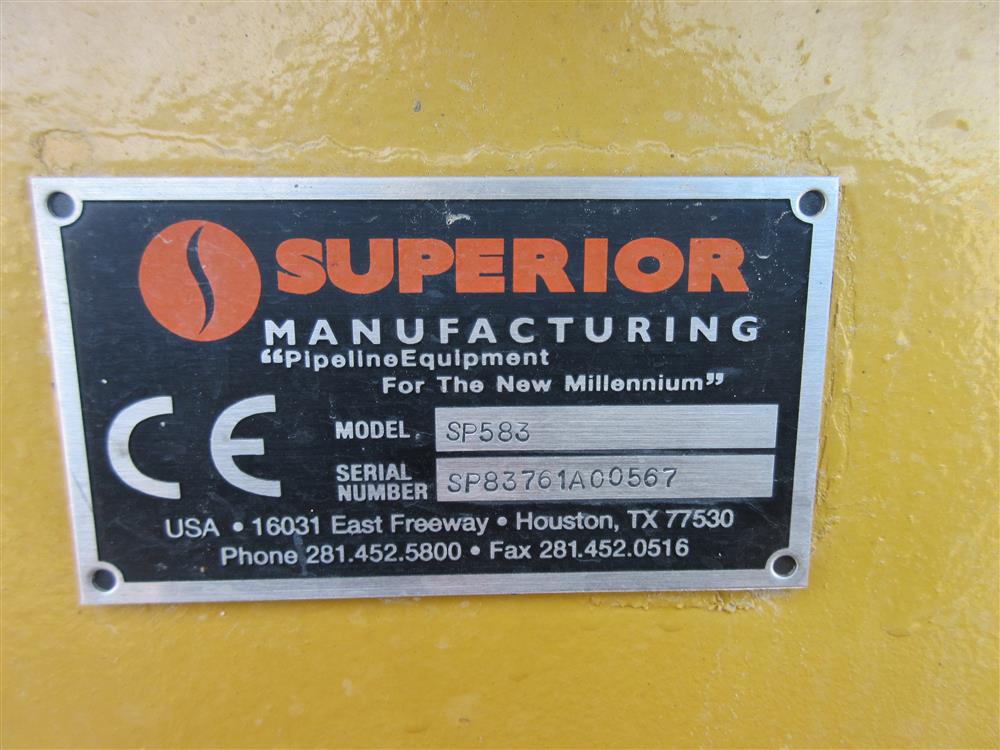 SUPERIOR
MANUFACTURING
“PipelineEquipment
For The New Millennium”
CE
MODEL SP583
SERIAL
NUMBER SP83761A00567
USA • 16031 East Freeway • Houston, TX 77530
Phone 281.452.5800 • Fax 281.452.0516